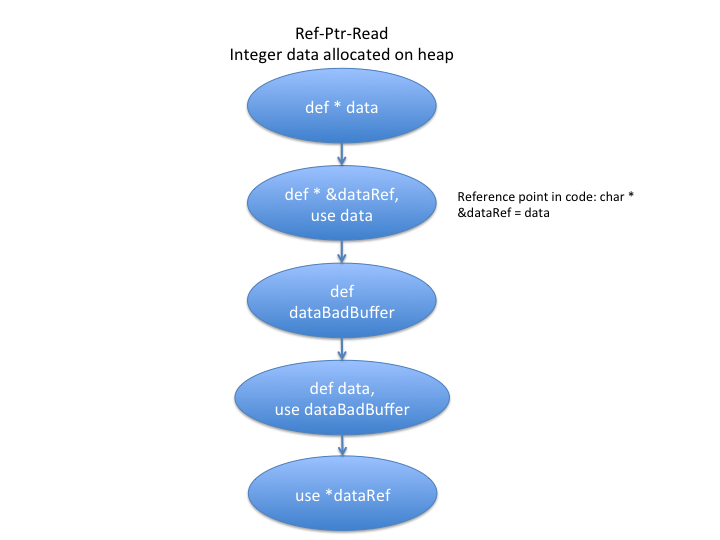 Ref-Ptr-Read
Integer data allocated on heap
def * data
def * &dataRef,
use data
Reference point in code: char *
&dataRef = data
def
dataBadBuffer
def data,
use dataBadBuffer
use *dataRef